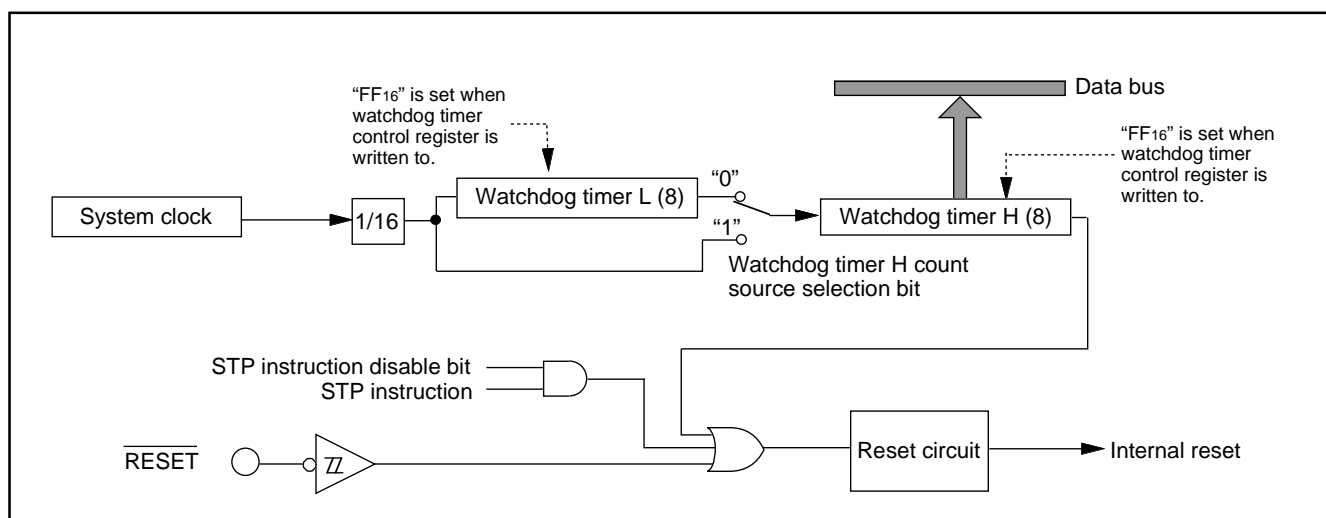 “FF16” is set when
watchdog timer
control register is
written to.
Data bus
“FF16” is set when
watchdog timer
control register is
written to.
System clock
1/16
Watchdog timer L (8)
“0”
“1”
Watchdog timer H count
source selection bit
Watchdog timer H (8)
STP instruction disable bit
STP instruction
RESET
Reset circuit
Internal reset